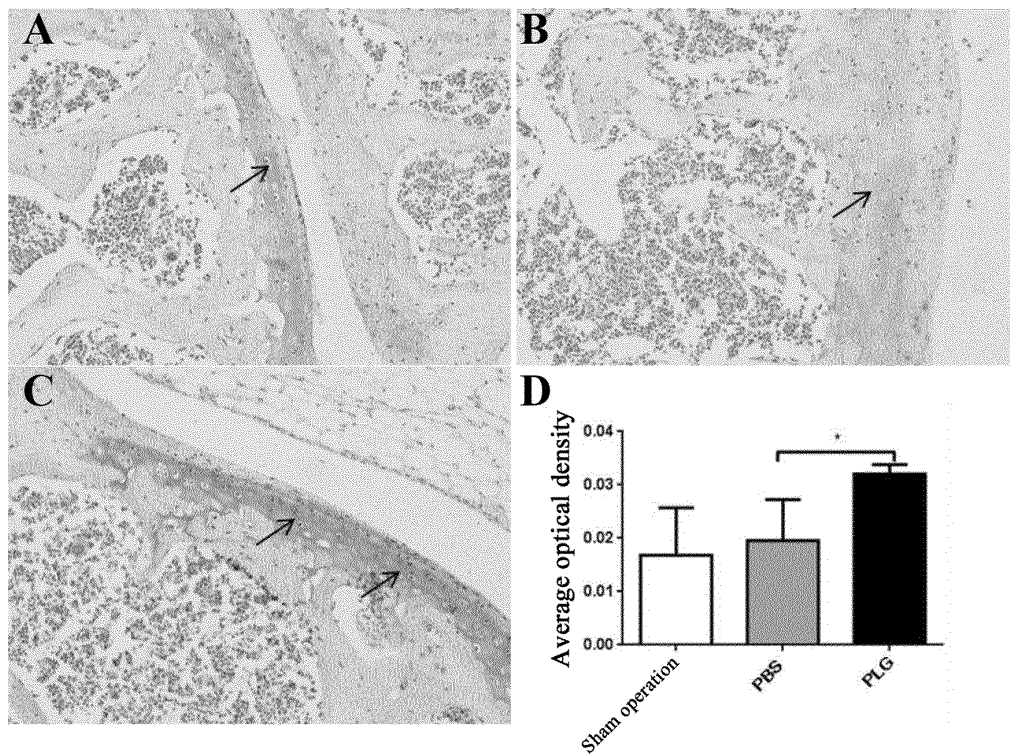 A
B
C
D
Average optical density
0.04
0.03
0.02
0.01
0.00
*
Sham operation
PBS
PLG